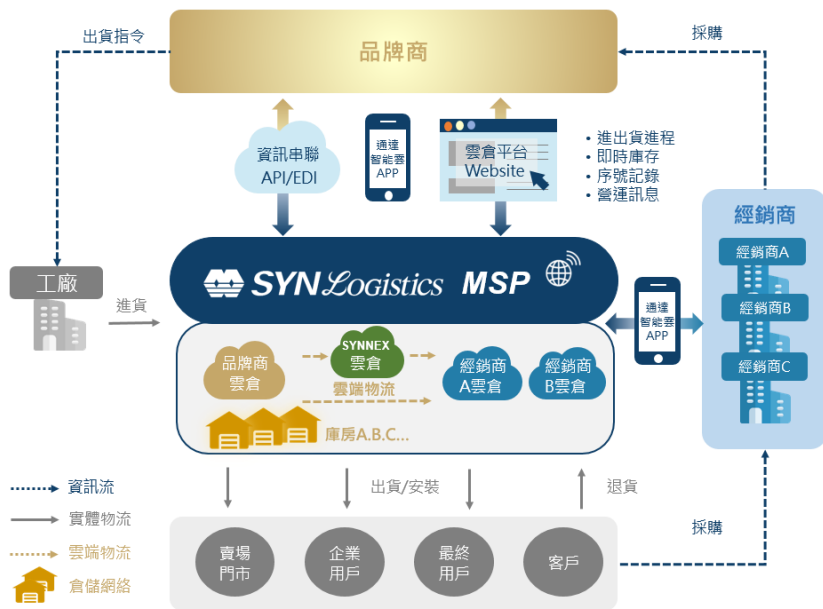 出貨指令
品牌商
採購
資訊串聯
API/EDI
通達
智能雲
APP
雲倉平台
Website
• 進出貨進程
• 即時庫存
• 序號記錄
• 營運訊息
經銷商
經銷商A
經銷商B
經銷商C
工廠
進貨
SYNLogistics MSP
通達
智能雲
APP
品牌商
雲倉
SYNNEX
雲倉
雲端物流
經銷商
A雲倉
經銷商
B雲倉
庫房A.B.C...
出貨/安裝
退貨
資訊流
實體物流
雲端物流
倉儲網絡
賣場
門市
企業
用戶
最終
用戶
客戶
採購